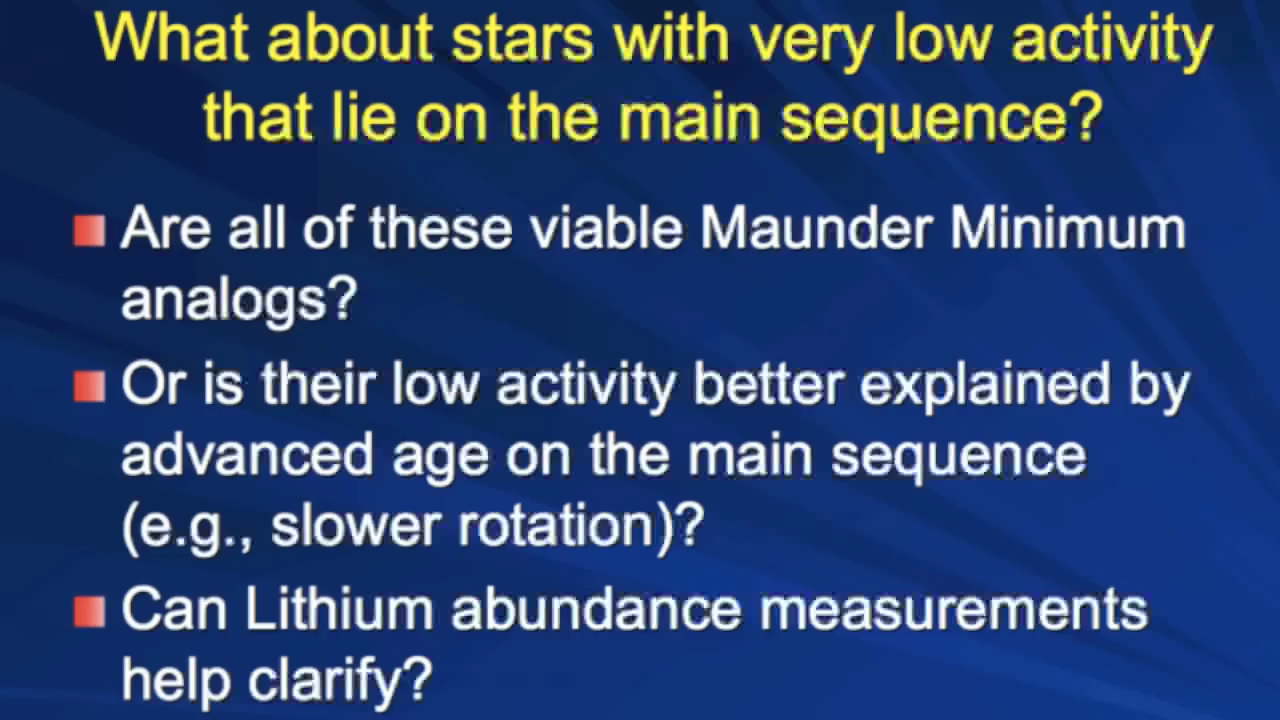 What about stars with very low activity
that lie on the main sequence?
Are all of these viable Maunder Minimum
analogs?
Or is their low activity better explained by
advanced age on the main sequence
(e.g., slower rotation)?
Can Lithium abundance measurements
help clarify?